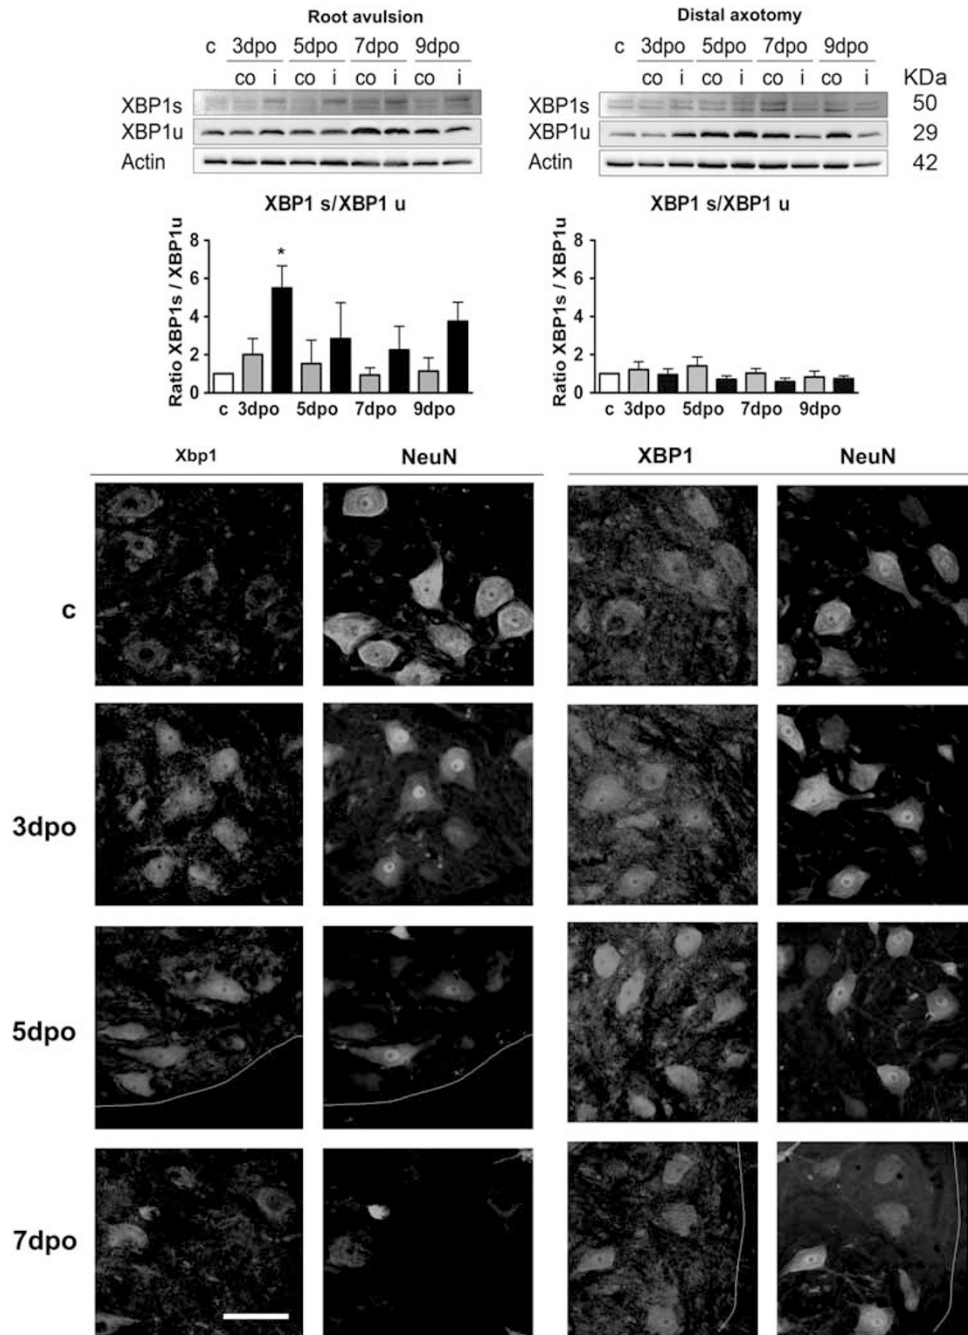 Root avulsion
c 3dpo 5dpo 7dpo 9dpo
co i co i co i co i
XBP1s
XBP1u
Actin
XBP1 s/XBP1 u
Ratio XBP1s / XBP1u
8
6
4
2
0
*
c 3dpo 5dpo 7dpo 9dpo
Distal axotomy
c 3dpo 5dpo 7dpo 9dpo
co i co i co i co i KDa
XBP1s 50
XBP1u 29
Actin 42
XBP1 s/XBP1 u
Ratio XBP1s / XBP1u
8
6
4
2
0
c 3dpo 5dpo 7dpo 9dpo
Xbp1 NeuN XBP1 NeuN
c
3dpo
5dpo
7dpo